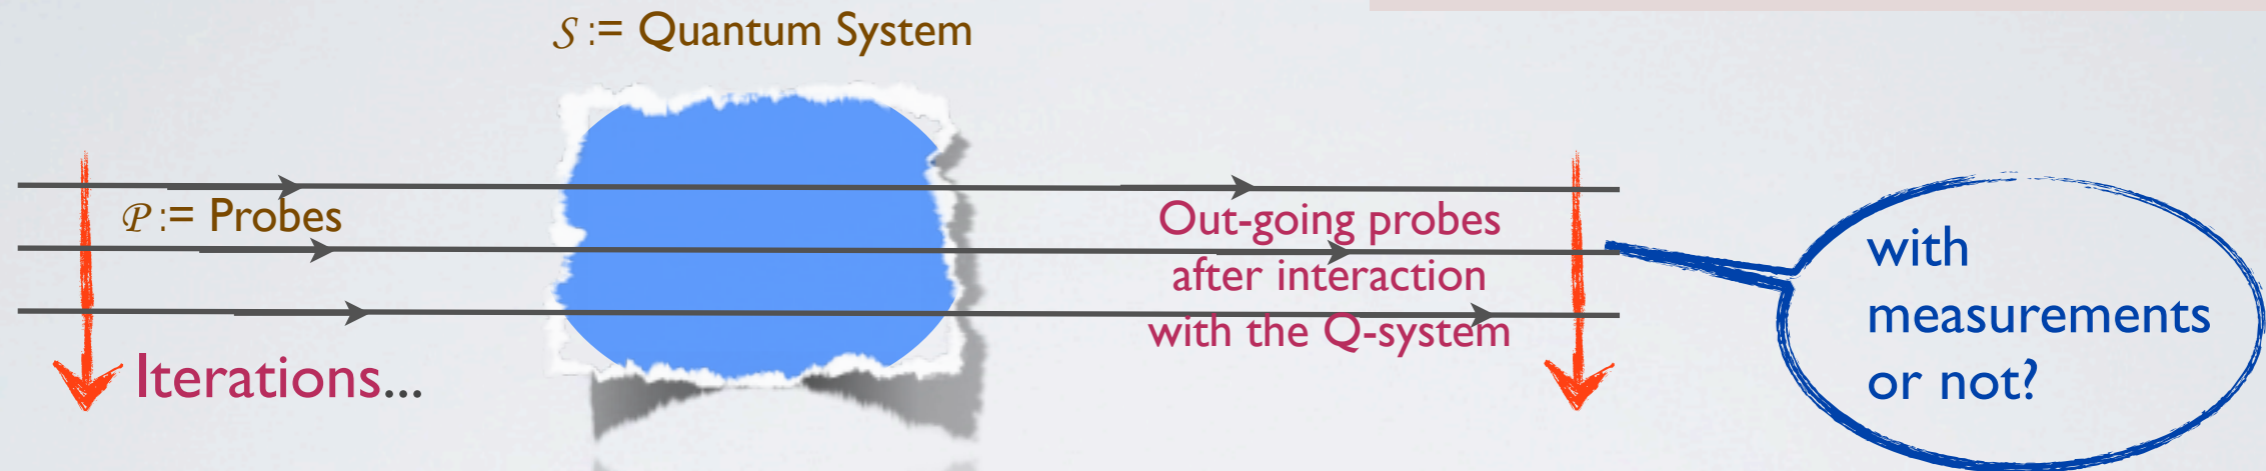 𝒮 := Quantum System
𝒫 := Probes
Iterations...
Out-going probes
after interaction
with the Q-system
with
measurements
or not?